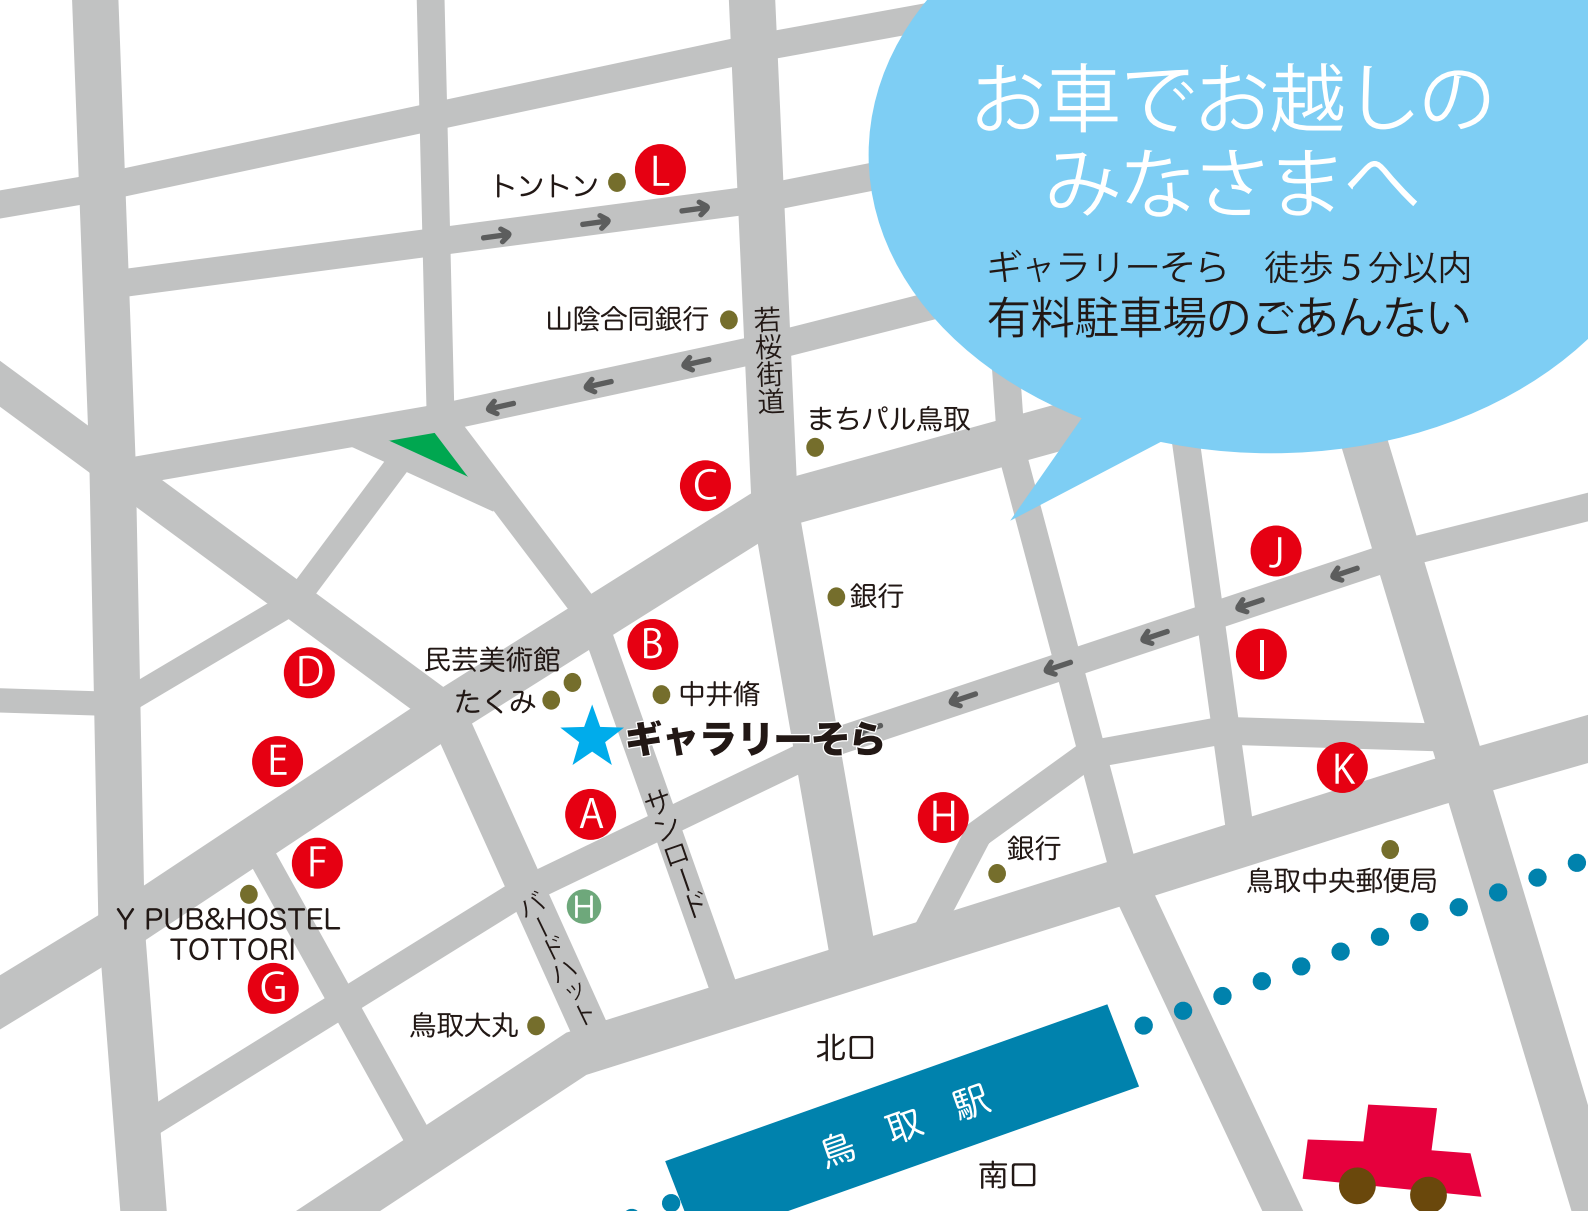 お車でお越しの
みなさまへ
ギャラリーそら 徒歩5分以内
有料駐車場のごあんない
トントン
L
山陰合同銀行
若桜街道
まちパル鳥取
C
J
銀行
B
I
民芸美術館
D
たくみ
中井脩
ギャラリーそら
E
K
サンロード
A
H
F
銀行
鳥取中央郵便局
バードハット
H
Y PUB&HOSTEL
TOTTORI
G
鳥取大丸
北口
鳥取駅
南口